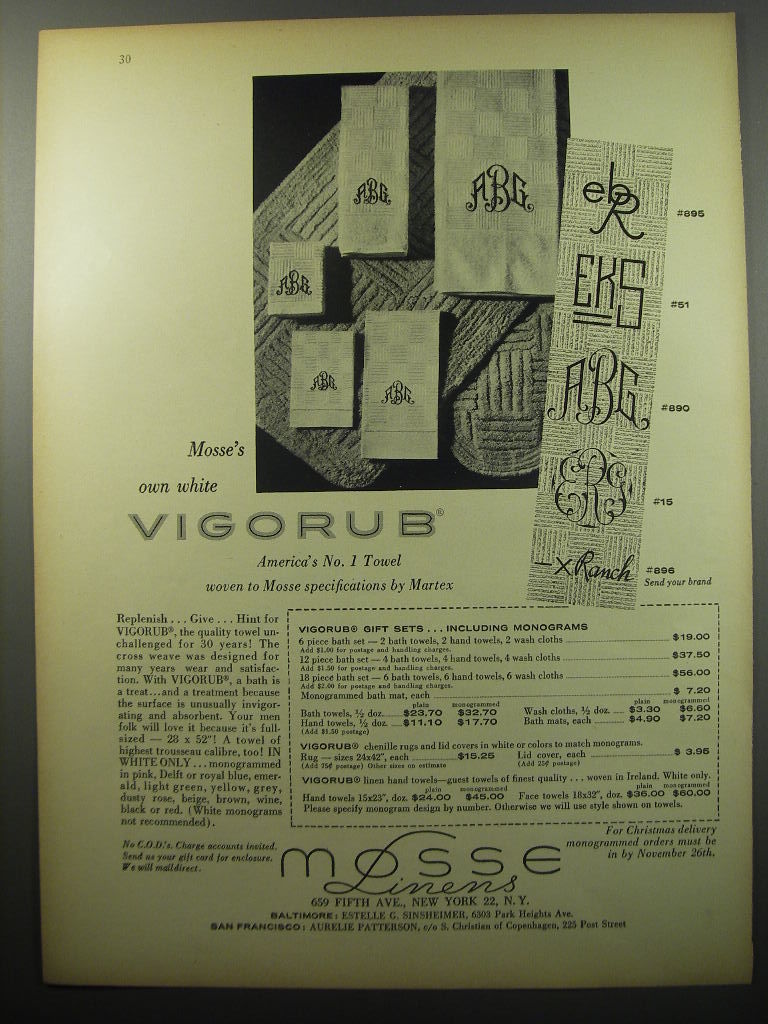 30
ABG
ABG
ABG
ABG
ABG
ebR
#895
EKS
#51
ABG
#890
ERS
#15
-XRanch
#896
Send your brand
Mosse's
own white
VIGORUB®
America's No. 1 Towel
woven to Mosse specifications by Martex
Replenish . . . Give . . . Hint for
VIGORUB®, the quality towel un-
challenged for 30 years! The
cross weave was designed for
many years wear and satisfac-
tion. With VIGORUB®, a bath is
a treat...and a treatment because
the surface is unusually invigor-
ating and absorbent. Your men
folk will love it because it's full-
sized — 28 x 52"! A towel of
highest trousseau calibre, too! IN
WHITE ONLY . . . monogrammed
in pink, Delft or royal blue, emer-
ald, light green, yellow, grey,
dusty rose, beige, brown, wine,
black or red. (White monograms
not recommended).
VIGORUB® GIFT SETS . . . INCLUDING MONOGRAMS
6 piece bath set — 2 bath towels, 2 hand towels, 2 wash cloths $19.00
Add $1.00 for postage and handling charges.
12 piece bath set — 4 bath towels, 4 hand towels, 4 wash cloths $37.50
Add $1.50 for postage and handling charges.
18 piece bath set — 6 bath towels, 6 hand towels, 6 wash cloths $56.00
Add $2.00 for postage and handling charges.
Monogrammed bath mat, each $ 7.20
plain monogrammed plain monogrammed
Bath towels, ½ doz. $23.70 $32.70 Wash cloths, ½ doz. $3.30 $6.60
Hand towels, ½ doz. $11.10 $17.70 Bath mats, each $4.90 $7.20
(Add $1.50 postage)
VIGORUB® chenille rugs and lid covers in white or colors to match monograms.
Rug — sizes 24x42", each $15.25 Lid cover, each $ 3.95
(Add 75¢ postage) Other sizes on estimate (Add 25¢ postage)
VIGORUB® linen hand towels—guest towels of finest quality . . . woven in Ireland. White only.
plain monogrammed plain monogrammed
Hand towels 15x23", doz. $24.00 $45.00 Face towels 18x32", doz. $36.00 $60.00
Please specify monogram design by number. Otherwise we will use style shown on towels.
No C.O.D.'s. Charge accounts invited.
Send us your gift card for enclosure.
We will mail direct.
MOSSE
Linens
For Christmas delivery
monogrammed orders must be
in by November 26th.
659 FIFTH AVE., NEW YORK 22, N. Y.
BALTIMORE: ESTELLE G. SINSHEIMER, 6303 Park Heights Ave.
SAN FRANCISCO: AURELIE PATTERSON, c/o S. Christian of Copenhagen, 225 Post Street